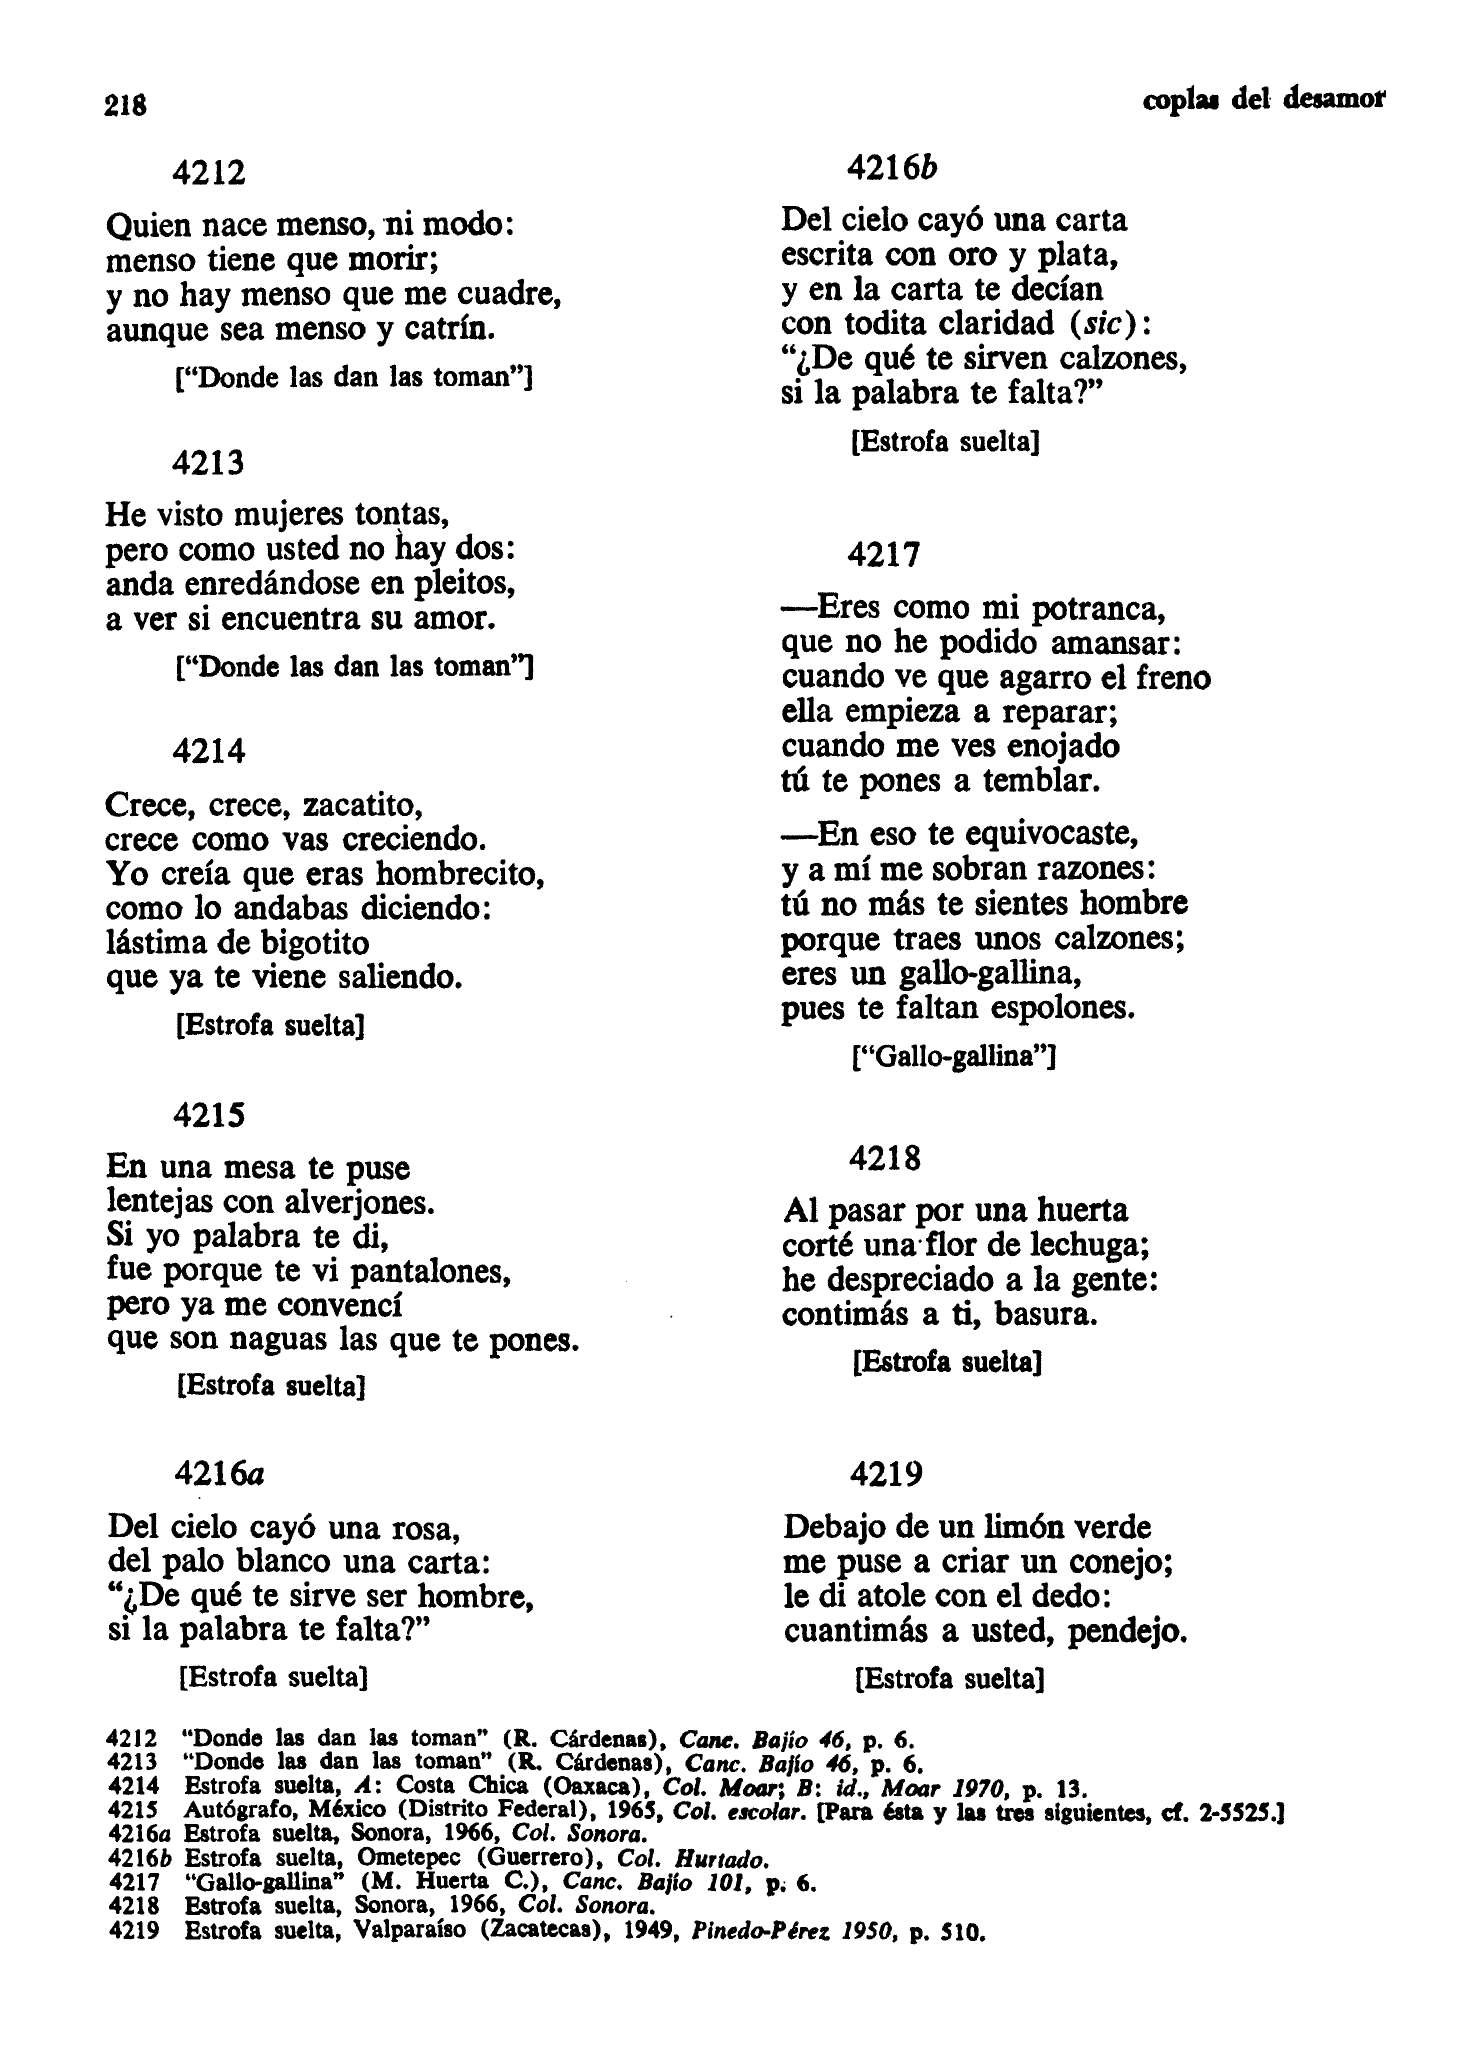 218
coplas del desamor
4212
Quien nace menso, ni modo:
menso tiene que morir;
y no hay menso que me cuadre,
aunque sea menso y catrín.
[“Donde las dan las toman”]
4213
He visto mujeres tontas,
pero como usted no hay dos:
anda enredándose en pleitos,
a ver si encuentra su amor.
[“Donde las dan las toman”]
4214
Crece, crece, zacatito,
crece como vas creciendo.
Yo creía que eras hombrecito,
como lo andabas diciendo:
lástima de bigotito
que ya te viene saliendo.
[Estrofa suelta]
4215
En una mesa te puse
lentejas con alverjones.
Si yo palabra te di,
fue porque te vi pantalones,
pero ya me convencí
que son naguas las que te pones.
[Estrofa suelta]
4216a
Del cielo cayó una rosa,
del palo blanco una carta:
“¿De qué te sirve ser hombre,
si la palabra te falta?”
[Estrofa suelta]
4216b
Del cielo cayó una carta
escrita con oro y plata,
y en la carta te decían
con todita claridad (sic):
“¿De qué te sirven calzones,
si la palabra te falta?”
[Estrofa suelta]
4217
—Eres como mi potranca,
que no he podido amansar:
cuando ve que agarro el freno
ella empieza a reparar;
cuando me ves enojado
tú te pones a temblar.
—En eso te equivocaste,
y a mí me sobran razones:
tú no más te sientes hombre
porque traes unos calzones;
eres un gallo-gallina,
pues te faltan espolones.
[“Gallo-gallina”]
4218
Al pasar por una huerta
corté una flor de lechuga;
he despreciado a la gente:
contimás a ti, basura.
[Estrofa suelta]
4219
Debajo de un limón verde
me puse a criar un conejo;
le di atole con el dedo:
cuantimás a usted, pendejo.
[Estrofa suelta]
4212 “Donde las dan las toman” (R. Cárdenas), Canc. Bajío 46, p. 6.
4213 “Donde las dan las toman” (R. Cárdenas), Canc. Bajío 46, p. 6.
4214 Estrofa suelta, A: Costa Chica (Oaxaca), Col. Moar; B: id., Moar 1970, p. 13.
4215 Autógrafo, México (Distrito Federal), 1965, Col. escolar. [Para ésta y las tres siguientes, cf. 2-5525.]
4216a Estrofa suelta, Sonora, 1966, Col. Sonora.
4216b Estrofa suelta, Ometepec (Guerrero), Col. Hurtado.
4217 “Gallo-gallina” (M. Huerta C.), Canc. Bajío 101, p. 6.
4218 Estrofa suelta, Sonora, 1966, Col. Sonora.
4219 Estrofa suelta, Valparaíso (Zacatecas), 1949, Pinedo-Pérez 1950, p. 510.